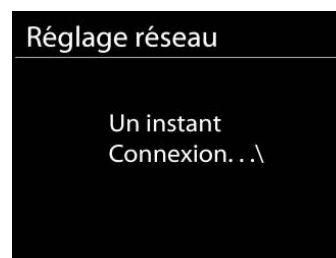 Réglage réseau
Un instant
Connexion. . .\